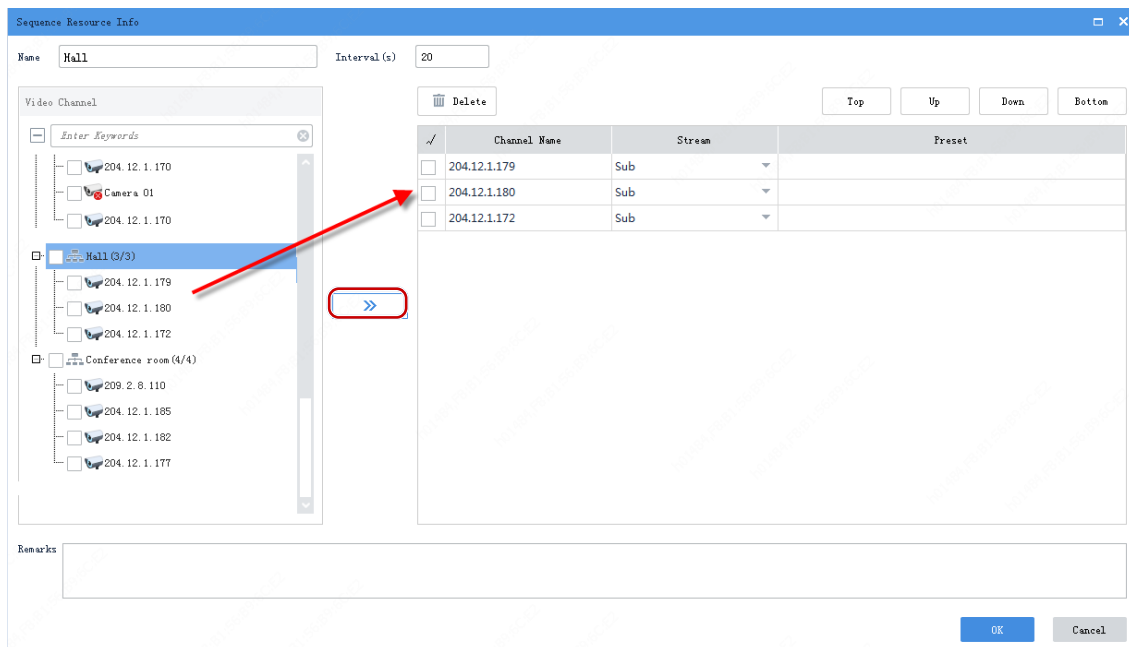 Sequence Resource Info
Name Hall Interval(s) 20
Video Channel
Delete Top Up Down Bottom
Enter Keywords
Channel Name Stream Preset
204.12.1.170
Camera 01
204.12.1.170
Hall(3/3)
204.12.1.179
204.12.1.180
204.12.1.172
Conference room(4/4)
209.2.8.110
204.12.1.185
204.12.1.182
204.12.1.177
204.12.1.179 Sub
204.12.1.180 Sub
204.12.1.172 Sub
Remarks
OK Cancel